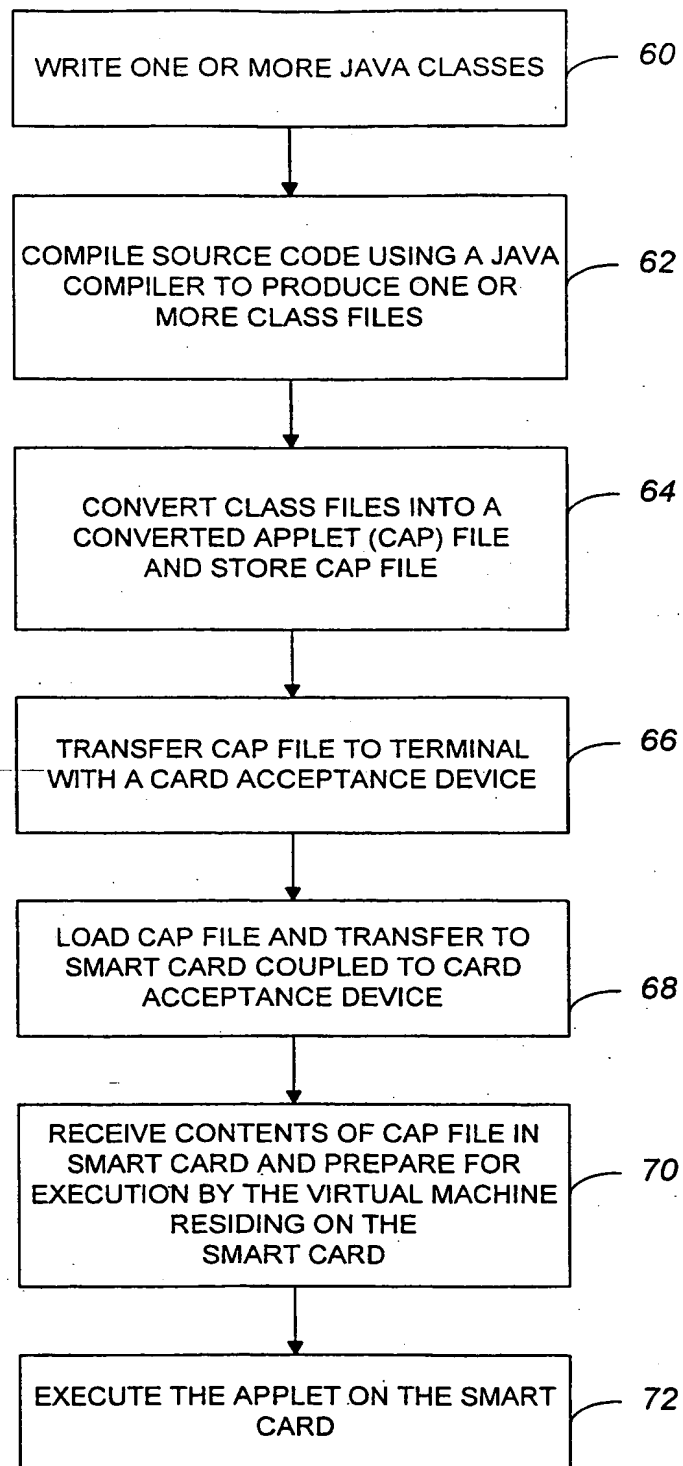 WRITE ONE OR MORE JAVA CLASSES
60
COMPILE SOURCE CODE USING A JAVA
COMPILER TO PRODUCE ONE OR
MORE CLASS FILES
62
CONVERT CLASS FILES INTO A
CONVERTED APPLET (CAP) FILE
AND STORE CAP FILE
64
TRANSFER CAP FILE TO TERMINAL
WITH A CARD ACCEPTANCE DEVICE
66
LOAD CAP FILE AND TRANSFER TO
SMART CARD COUPLED TO CARD
ACCEPTANCE DEVICE
68
RECEIVE CONTENTS OF CAP FILE IN
SMART CARD AND PREPARE FOR
EXECUTION BY THE VIRTUAL MACHINE
RESIDING ON THE
SMART CARD
70
EXECUTE THE APPLET ON THE SMART
CARD
72